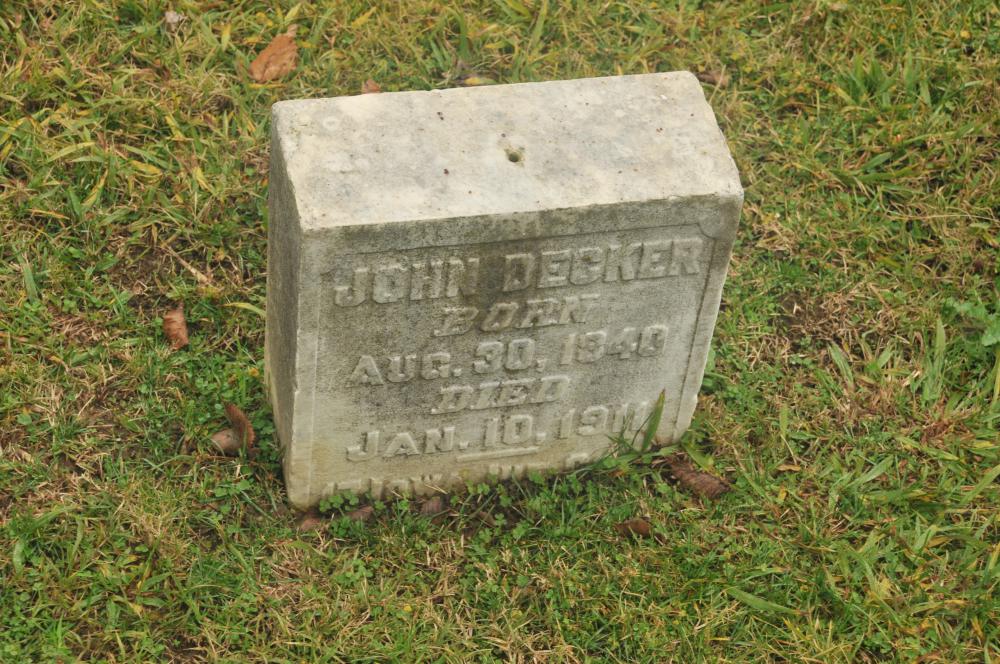 JOHN DECKER
BORN
AUG. 30, 1840
DIED
JAN. 10, 1911